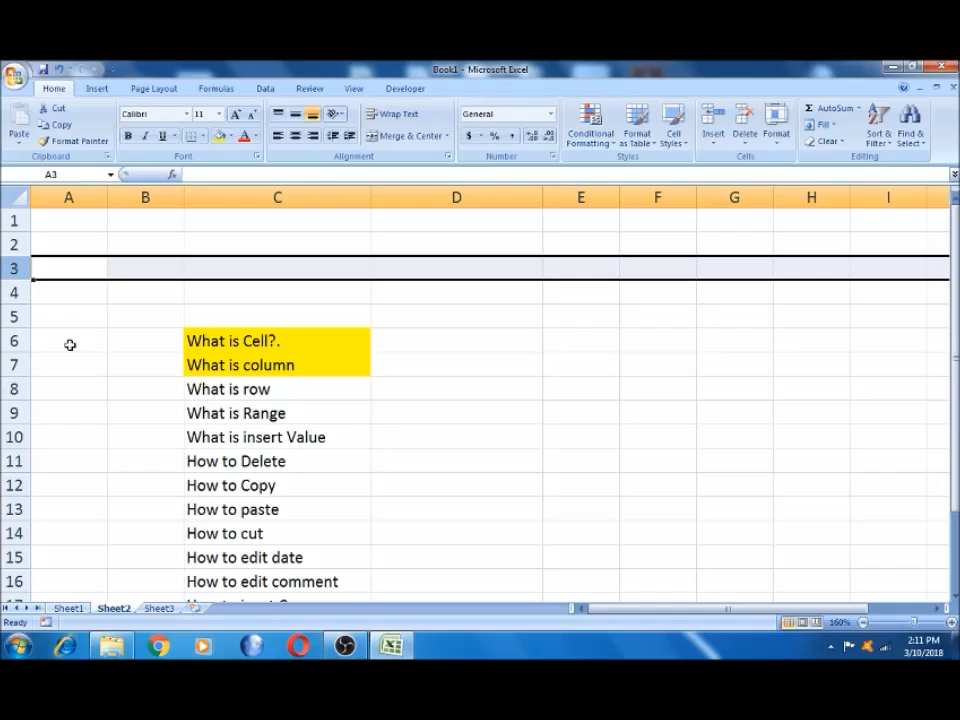 Book1 - Microsoft Excel
Home Insert Page Layout Formulas Data Review View Developer
Paste Cut Copy Format Painter Clipboard
Calibri 11 A A B I U A Font
Wrap Text Merge & Center Alignment
General $ % , Number
Conditional Formatting Format as Table Cell Styles Styles
Insert Delete Format Cells
Σ AutoSum Fill Clear Sort & Filter Find & Select Editing
A3 fx
A B C D E F G H I
1
2
3
4
5
6 What is Cell?.
7 What is column
8 What is row
9 What is Range
10 What is insert Value
11 How to Delete
12 How to Copy
13 How to paste
14 How to cut
15 How to edit date
16 How to edit comment
Sheet1 Sheet2 Sheet3
Ready 160%
2:11 PM
3/10/2018